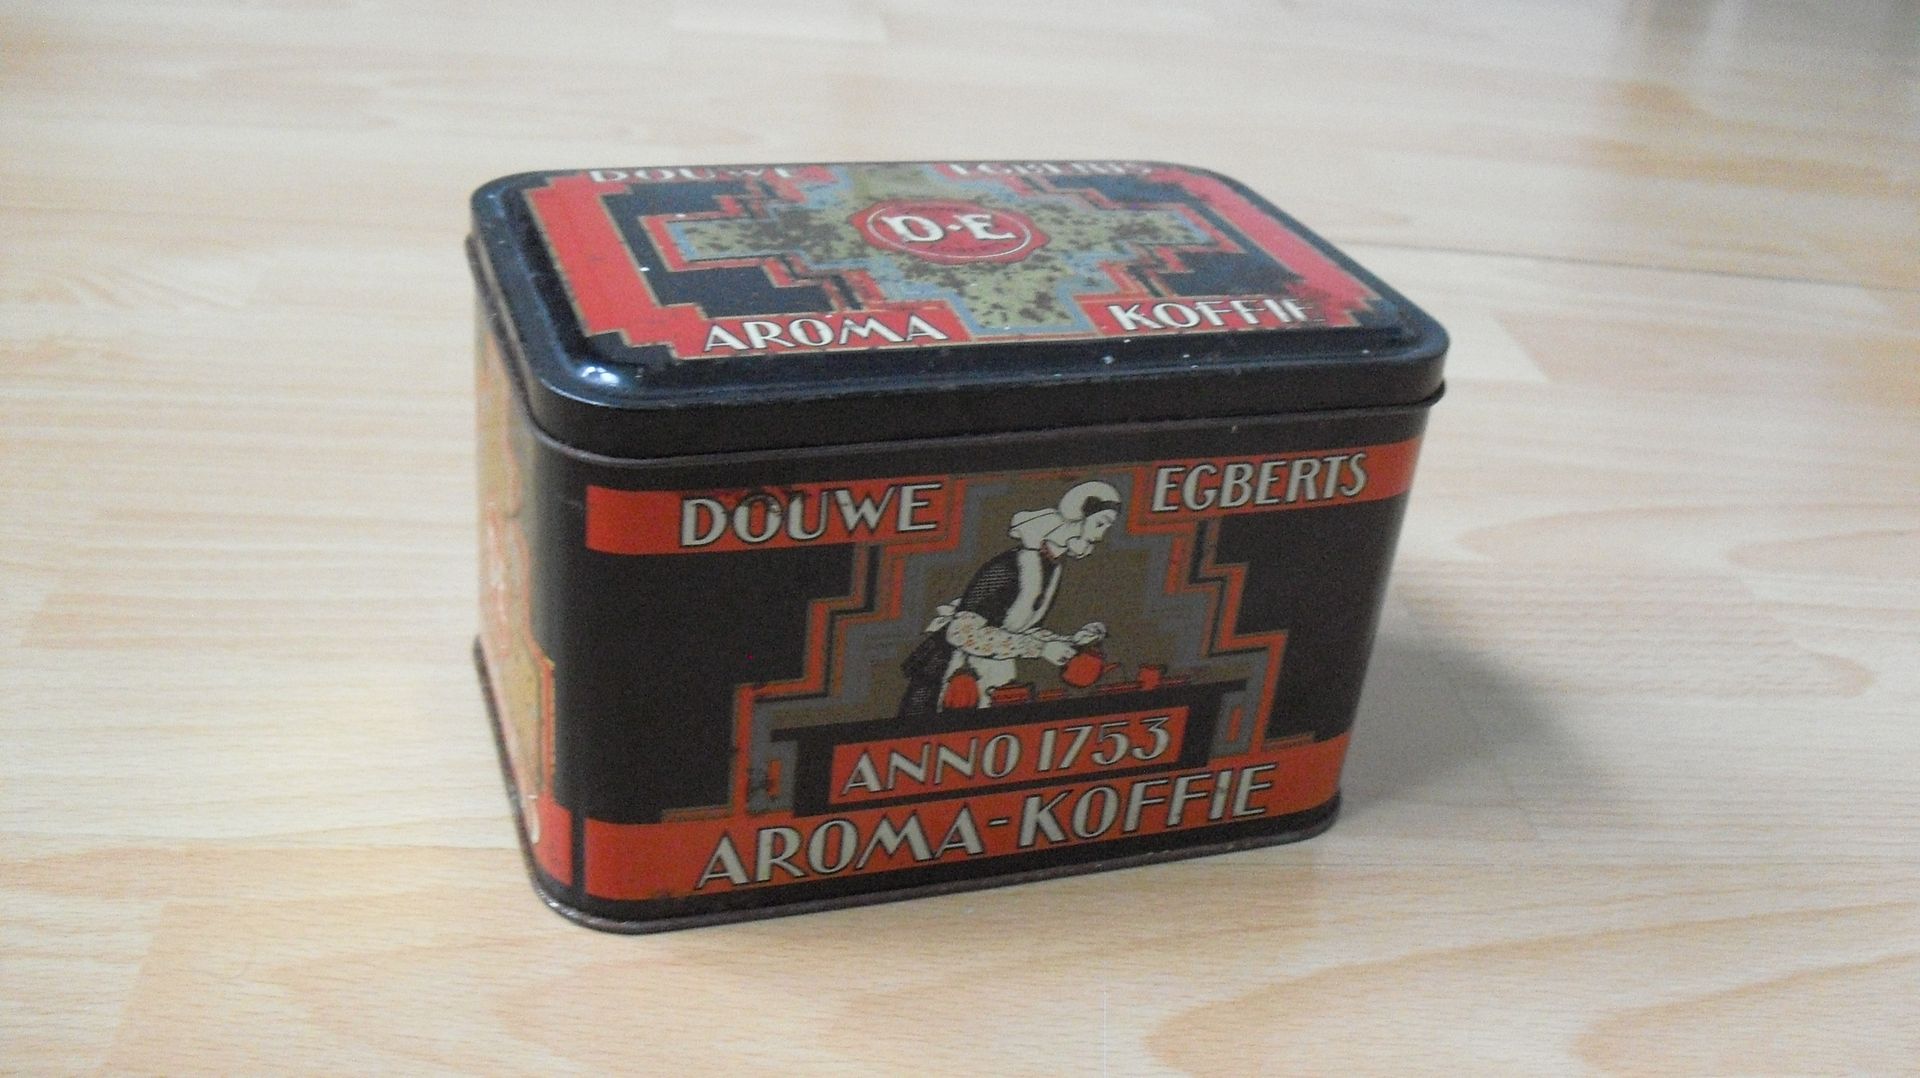 DOUWE EGBERTS
D·E
AROMA KOFFIE
DOUWE EGBERTS
ANNO 1753
AROMA-KOFFIE